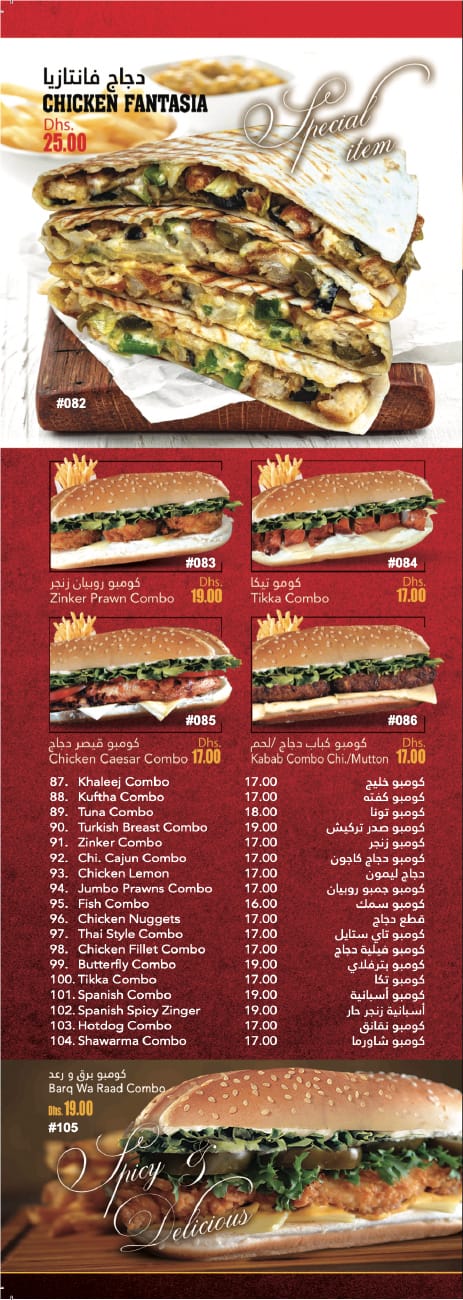 دجاج فانتازيا
CHICKEN FANTASIA
Dhs.
25.00
Special
item
#082
#083
كومبو روبيان زنجر
Dhs.
Zinker Prawn Combo
19.00
#084
كومو تيكا
Dhs.
Tikka Combo
17.00
#085
كومبو قيصر دجاج
Dhs.
Chicken Caesar Combo
17.00
#086
كومبو كباب دجاج /لحم
Dhs.
Kabab Combo Chi./Mutton
17.00
87. Khaleej Combo 17.00 كومبو خليج
88. Kuftha Combo 17.00 كومبو كفته
89. Tuna Combo 18.00 كومبو تونا
90. Turkish Breast Combo 19.00 كومبو صدر تركيش
91. Zinker Combo 17.00 كومبو زنجر
92. Chi. Cajun Combo 17.00 كومبو دجاج كاجون
93. Chicken Lemon 17.00 دجاج ليمون
94. Jumbo Prawns Combo 17.00 كومبو جمبو روبيان
95. Fish Combo 16.00 كومبو سمك
96. Chicken Nuggets 17.00 قطع دجاج
97. Thai Style Combo 17.00 كومبو تاي ستايل
98. Chicken Fillet Combo 17.00 كومبو فيلية دجاج
99. Butterfly Combo 19.00 كومبو بترفلاي
100. Tikka Combo 17.00 كومبو تكا
101. Spanish Combo 19.00 كومبو أسبانية
102. Spanish Spicy Zinger 19.00 أسبانية زنجر حار
103. Hotdog Combo 17.00 كومبو نقانق
104. Shawarma Combo 17.00 كومبو شاورما
كومبو برق و رعد
Barq Wa Raad Combo
Dhs. 19.00
#105
Spicy &
Delicious